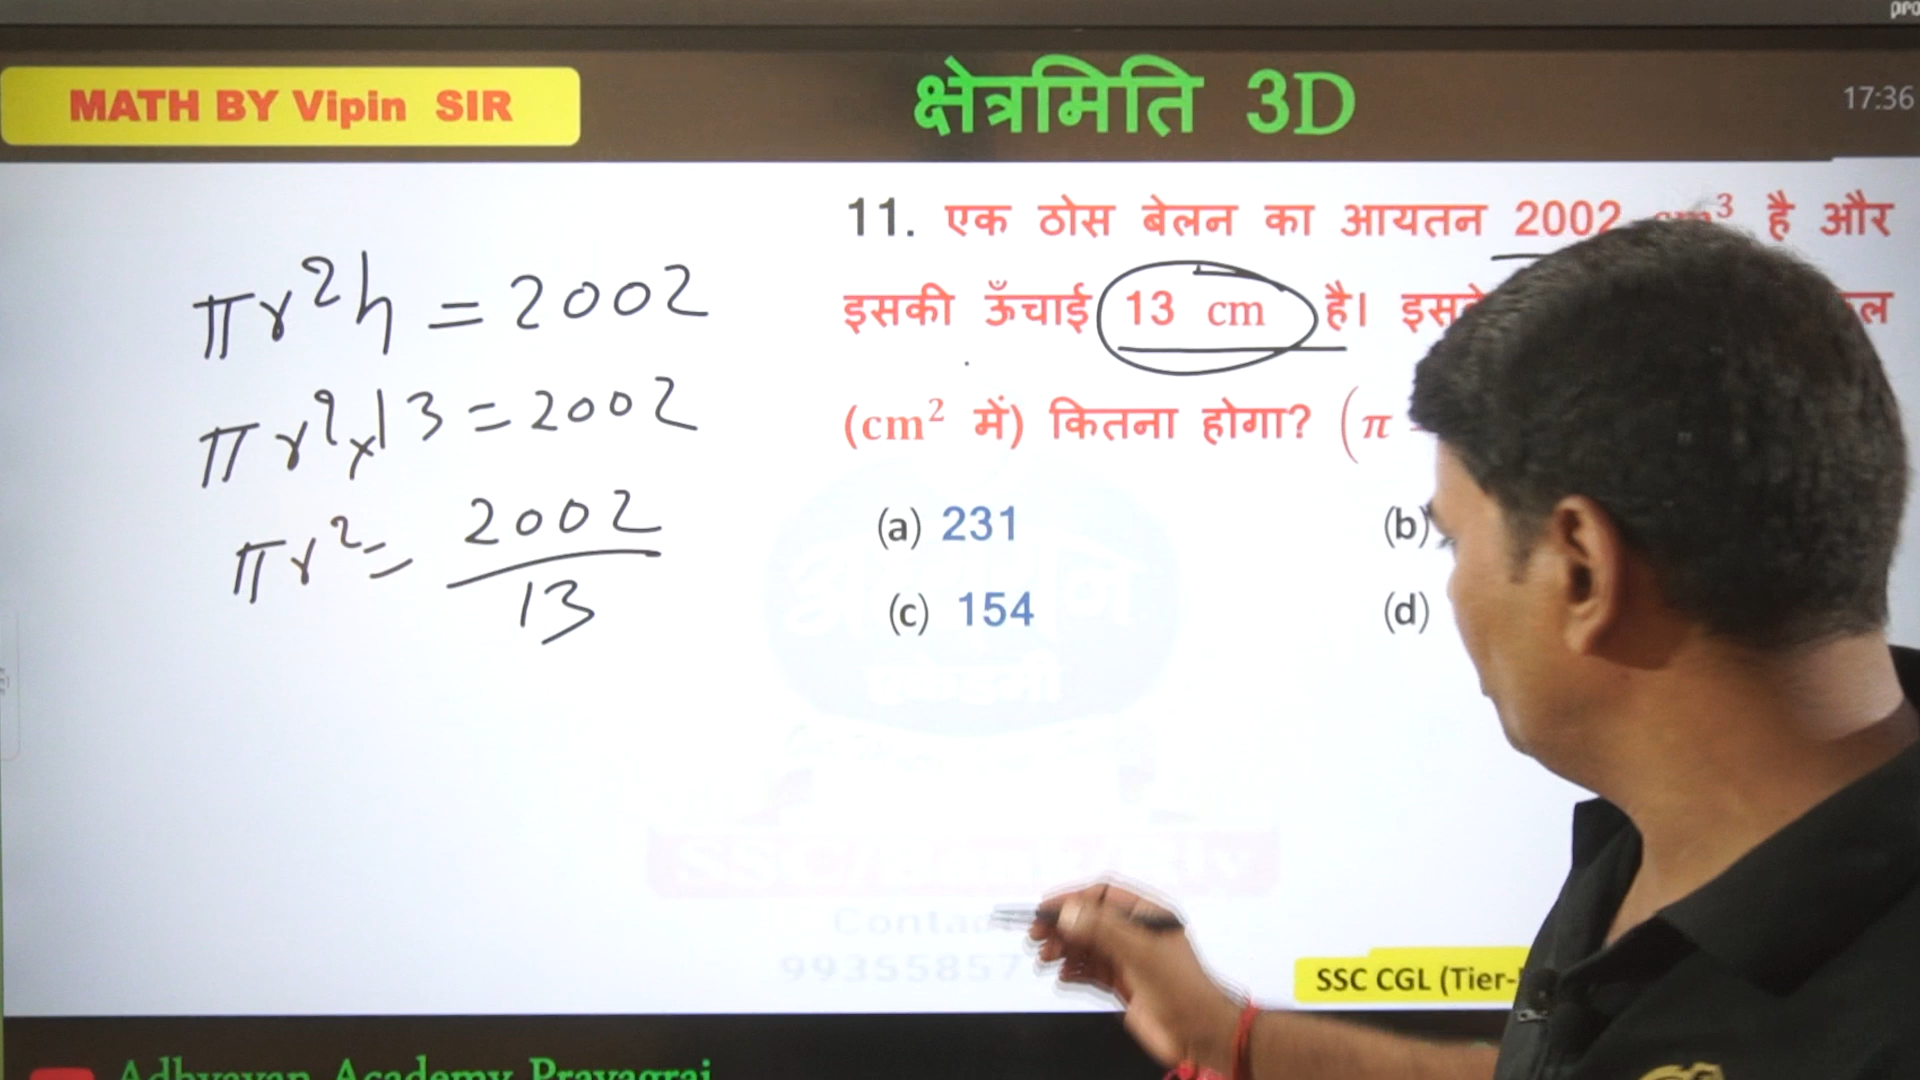 MATH BY Vipin SIR
क्षेत्रमिति 3D
17:36
11. एक ठोस बेलन का आयतन 2002 cm³ है और
इसकी ऊँचाई 13 cm है।
(cm² में) कितना होगा? (π
(a) 231
(b)
(c) 154
(d)
πr²h = 2002
πr²×13 = 2002
πr² = 2002/13
SSC CGL (Tier-
Adhyayan Academy Prayagraj